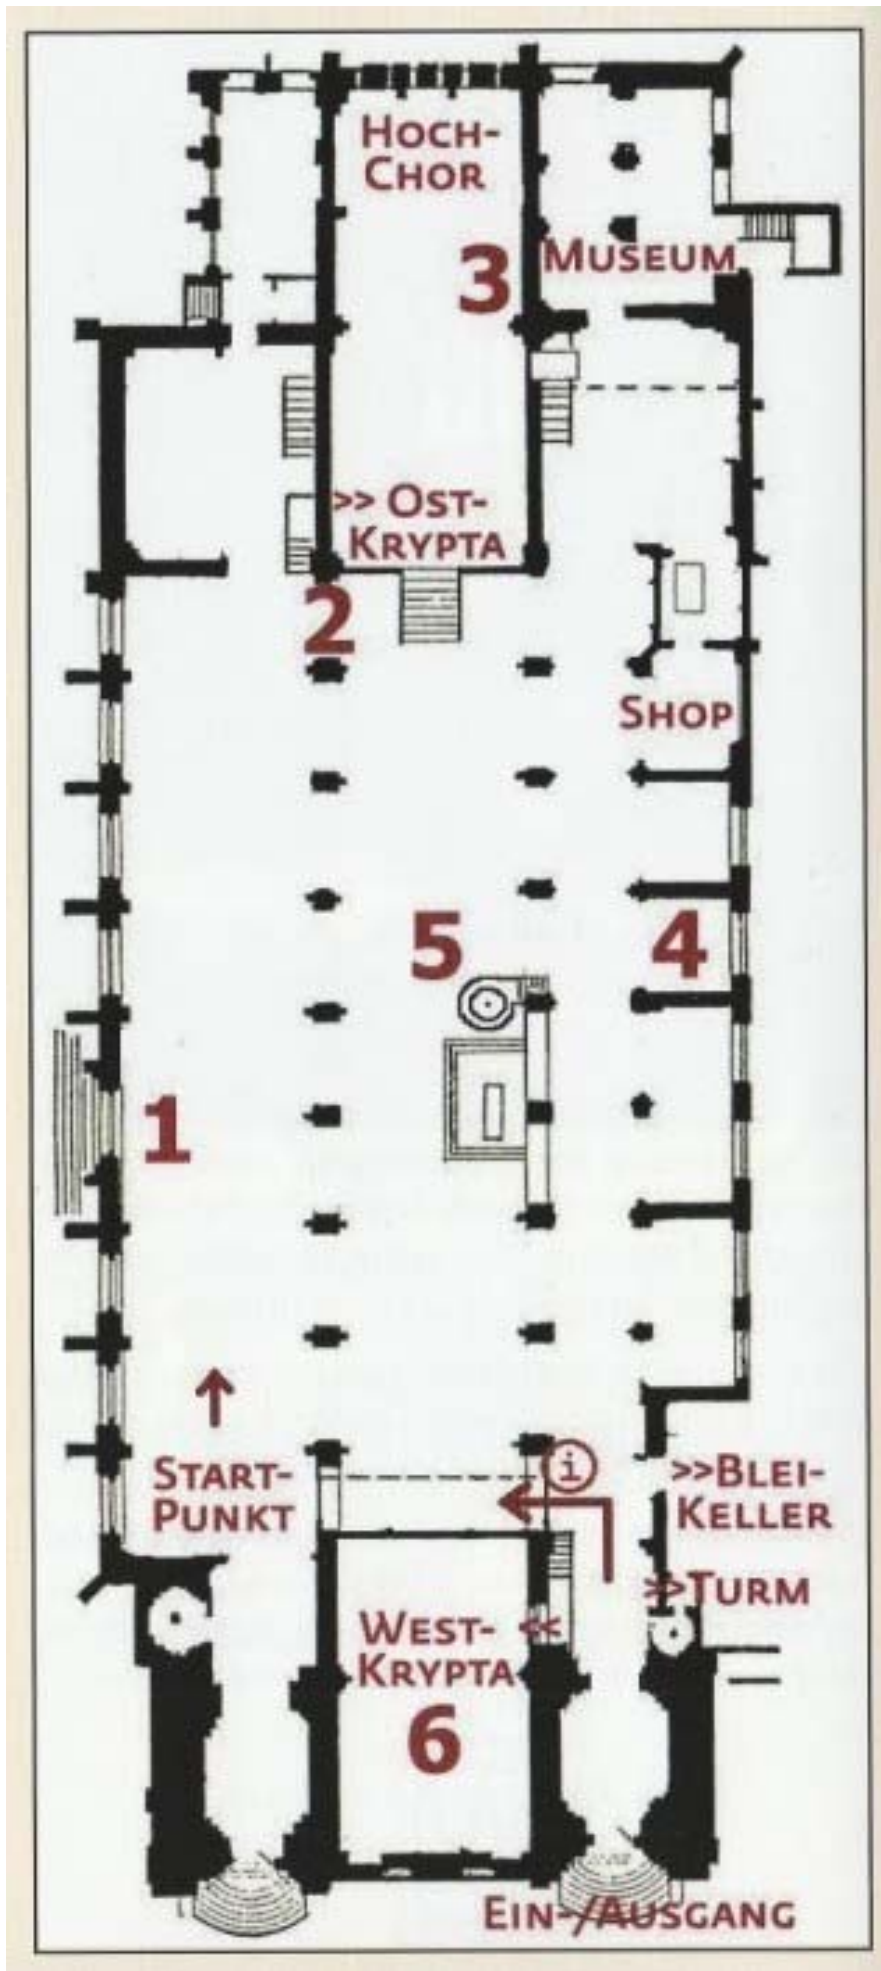 HOCH-
CHOR
3
MUSEUM
>> OST-
KRYPTA
2
SHOP
5
4
1
i
START-
PUNKT
>>BLEI-
KELLER
>>TURM
WEST- <<
KRYPTA
6
EIN-/AUSGANG